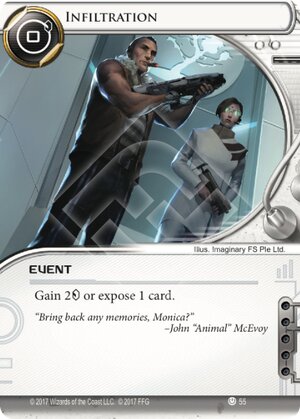 0
INFILTRATION
Illus. Imaginary FS Pte Ltd.
EVENT
Gain 2 or expose 1 card.
"Bring back any memories, Monica?"
–John "Animal" McEvoy
© 2017 Wizards of the Coast LLC. © 2017 FFG
55